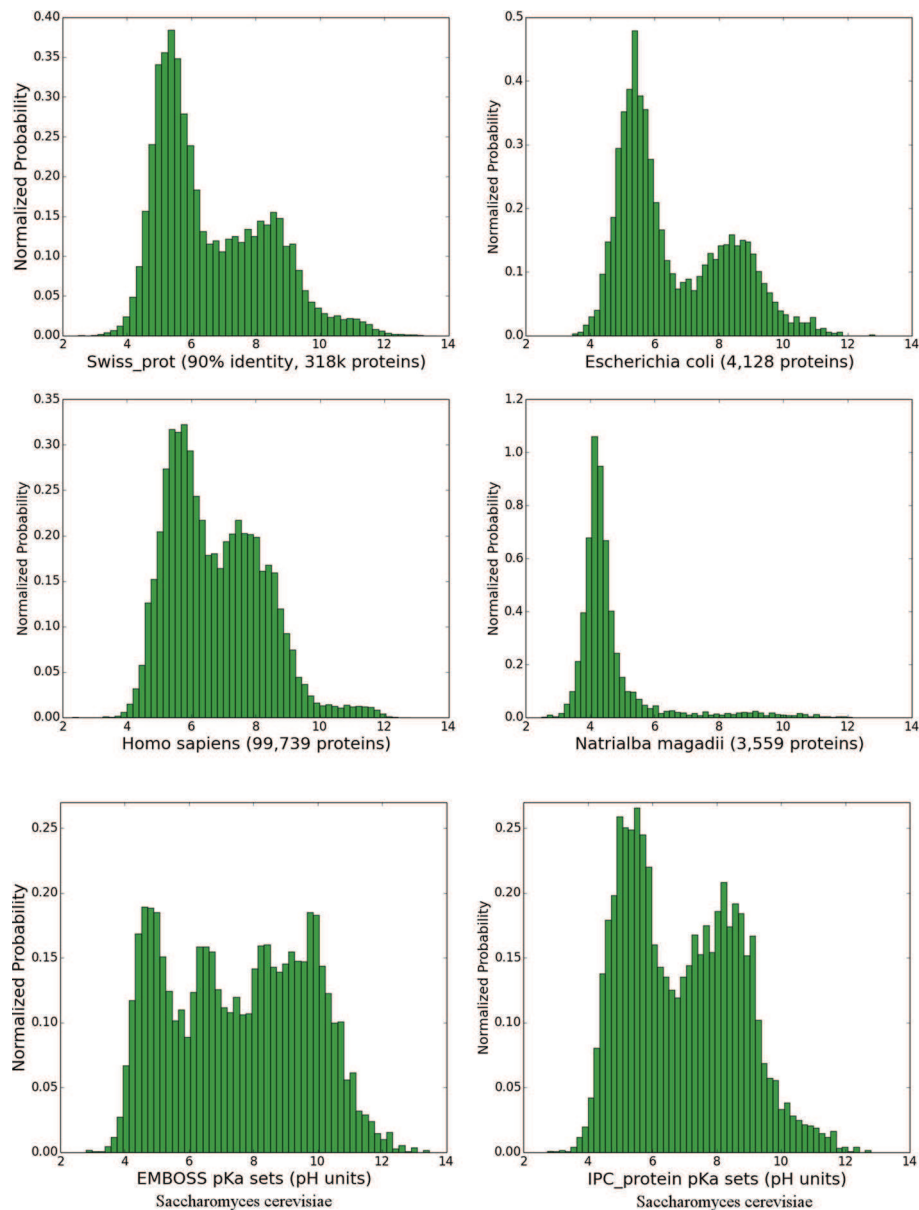 Normalized Probability
0.40
0.35
0.30
0.25
0.20
0.15
0.10
0.05
0.00
2 4 6 8 10 12 14
Swiss_prot (90% identity, 318k proteins)
Normalized Probability
0.5
0.4
0.3
0.2
0.1
0.0
2 4 6 8 10 12 14
Escherichia coli (4,128 proteins)
Normalized Probability
0.35
0.30
0.25
0.20
0.15
0.10
0.05
0.00
2 4 6 8 10 12 14
Homo sapiens (99,739 proteins)
Normalized Probability
1.2
1.0
0.8
0.6
0.4
0.2
0.0
2 4 6 8 10 12 14
Natrialba magadii (3,559 proteins)
Normalized Probability
0.25
0.20
0.15
0.10
0.05
0.00
2 4 6 8 10 12 14
EMBOSS pKa sets (pH units)
Saccharomyces cerevisiae
Normalized Probability
0.25
0.20
0.15
0.10
0.05
0.00
2 4 6 8 10 12 14
IPC_protein pKa sets (pH units)
Saccharomyces cerevisiae